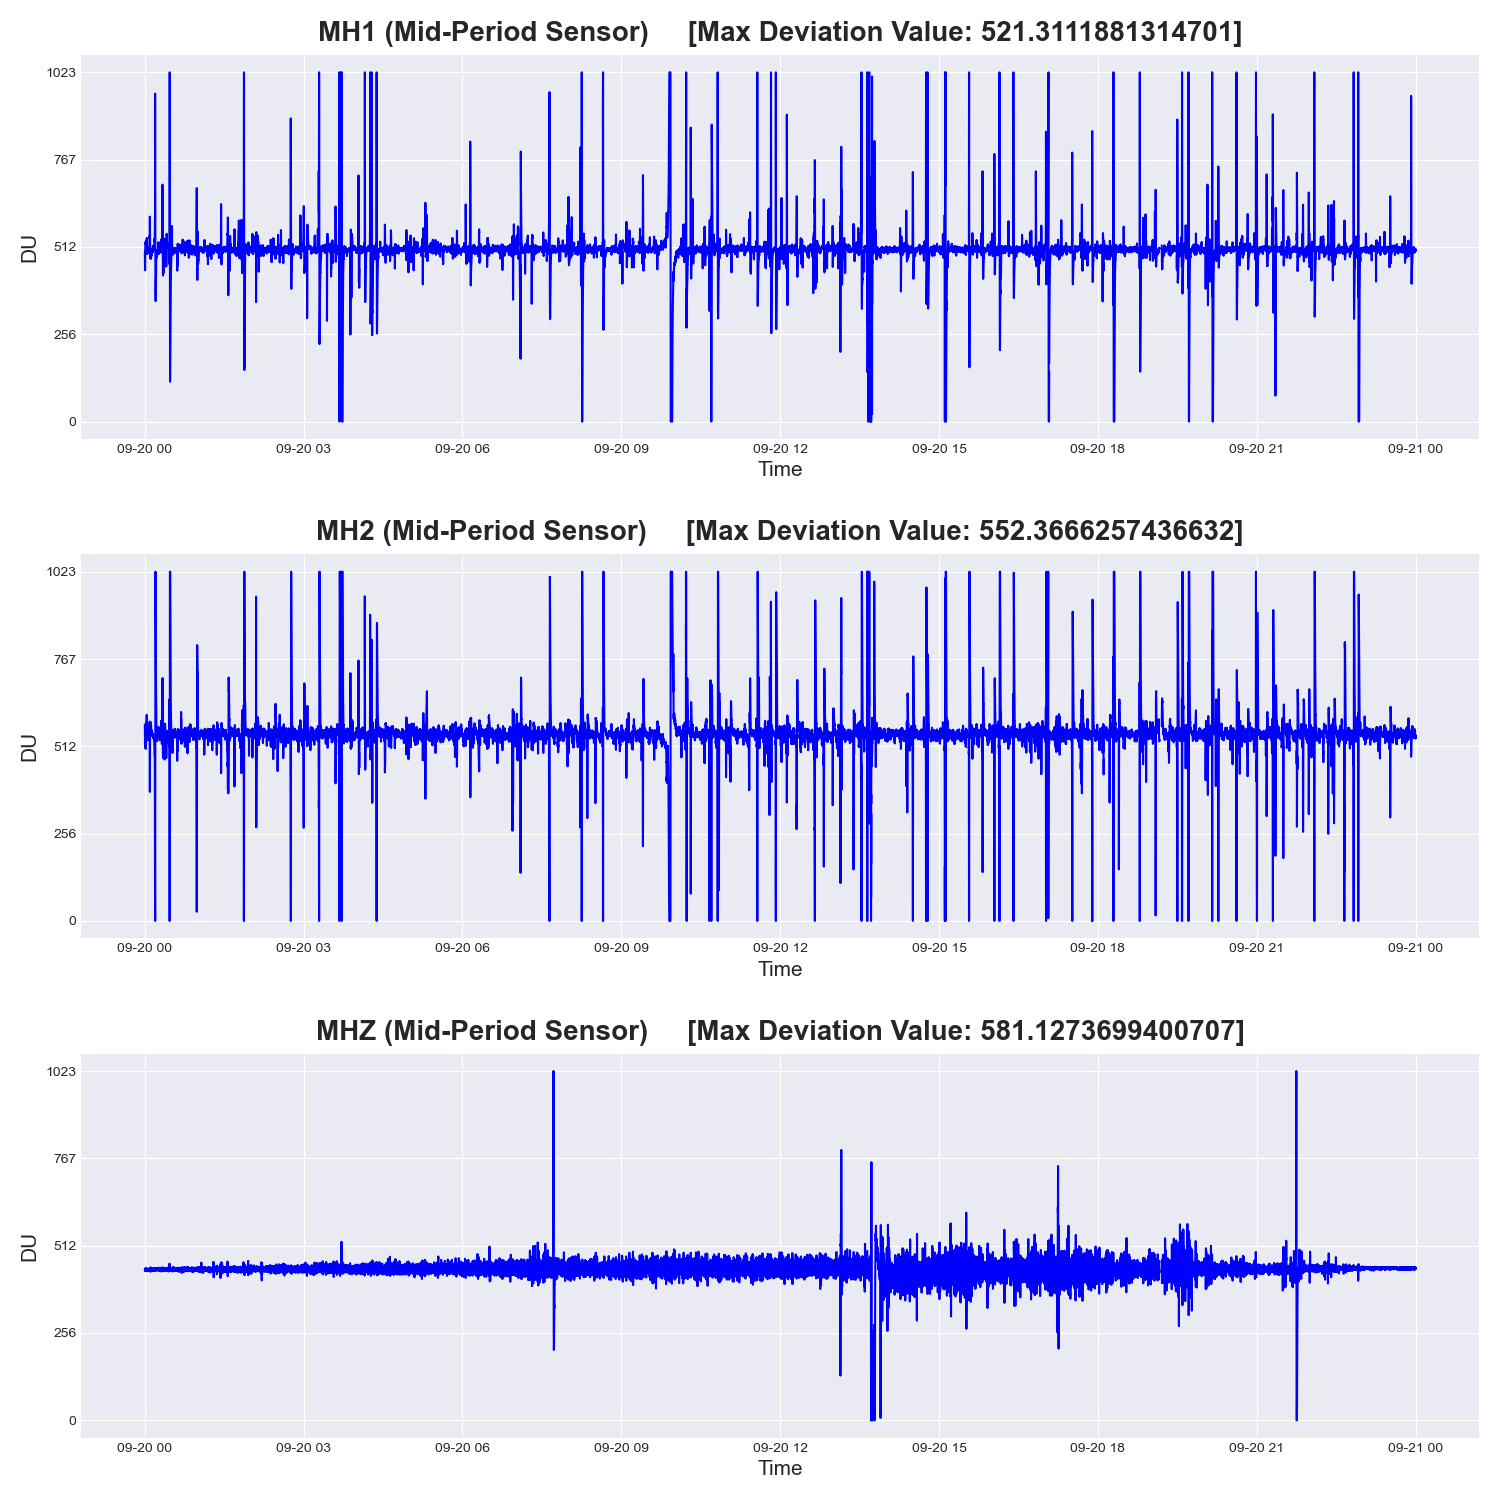 MH1 (Mid-Period Sensor) [Max Deviation Value: 521.3111881314701]
1023
767
512
256
0
DU
09-20 00 09-20 03 09-20 06 09-20 09 09-20 12 09-20 15 09-20 18 09-20 21 09-21 00
Time
MH2 (Mid-Period Sensor) [Max Deviation Value: 552.3666257436632]
1023
767
512
256
0
DU
09-20 00 09-20 03 09-20 06 09-20 09 09-20 12 09-20 15 09-20 18 09-20 21 09-21 00
Time
MHZ (Mid-Period Sensor) [Max Deviation Value: 581.1273699400707]
1023
767
512
256
0
DU
09-20 00 09-20 03 09-20 06 09-20 09 09-20 12 09-20 15 09-20 18 09-20 21 09-21 00
Time